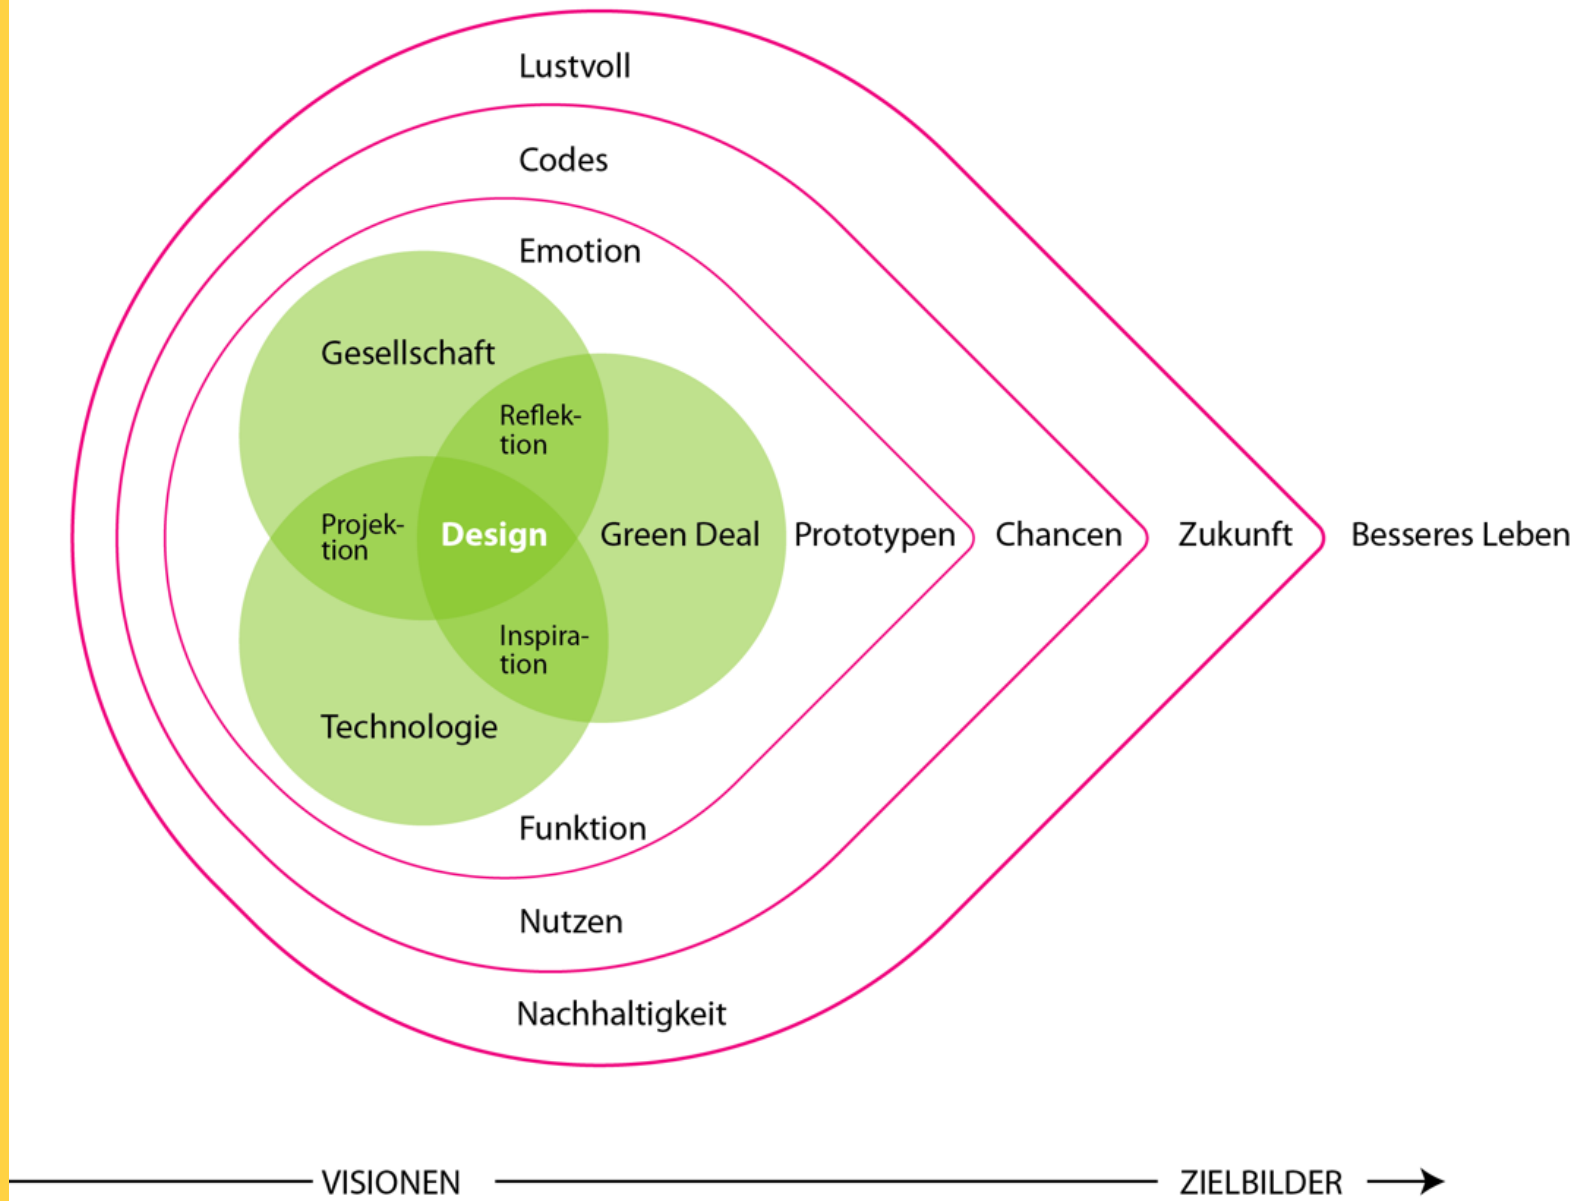 Lustvoll
Codes
Emotion
Gesellschaft
Reflek-
tion
Projek-
tion
Design
Green Deal
Prototypen
Chancen
Zukunft
Besseres Leben
Inspira-
tion
Technologie
Funktion
Nutzen
Nachhaltigkeit
VISIONEN
ZIELBILDER